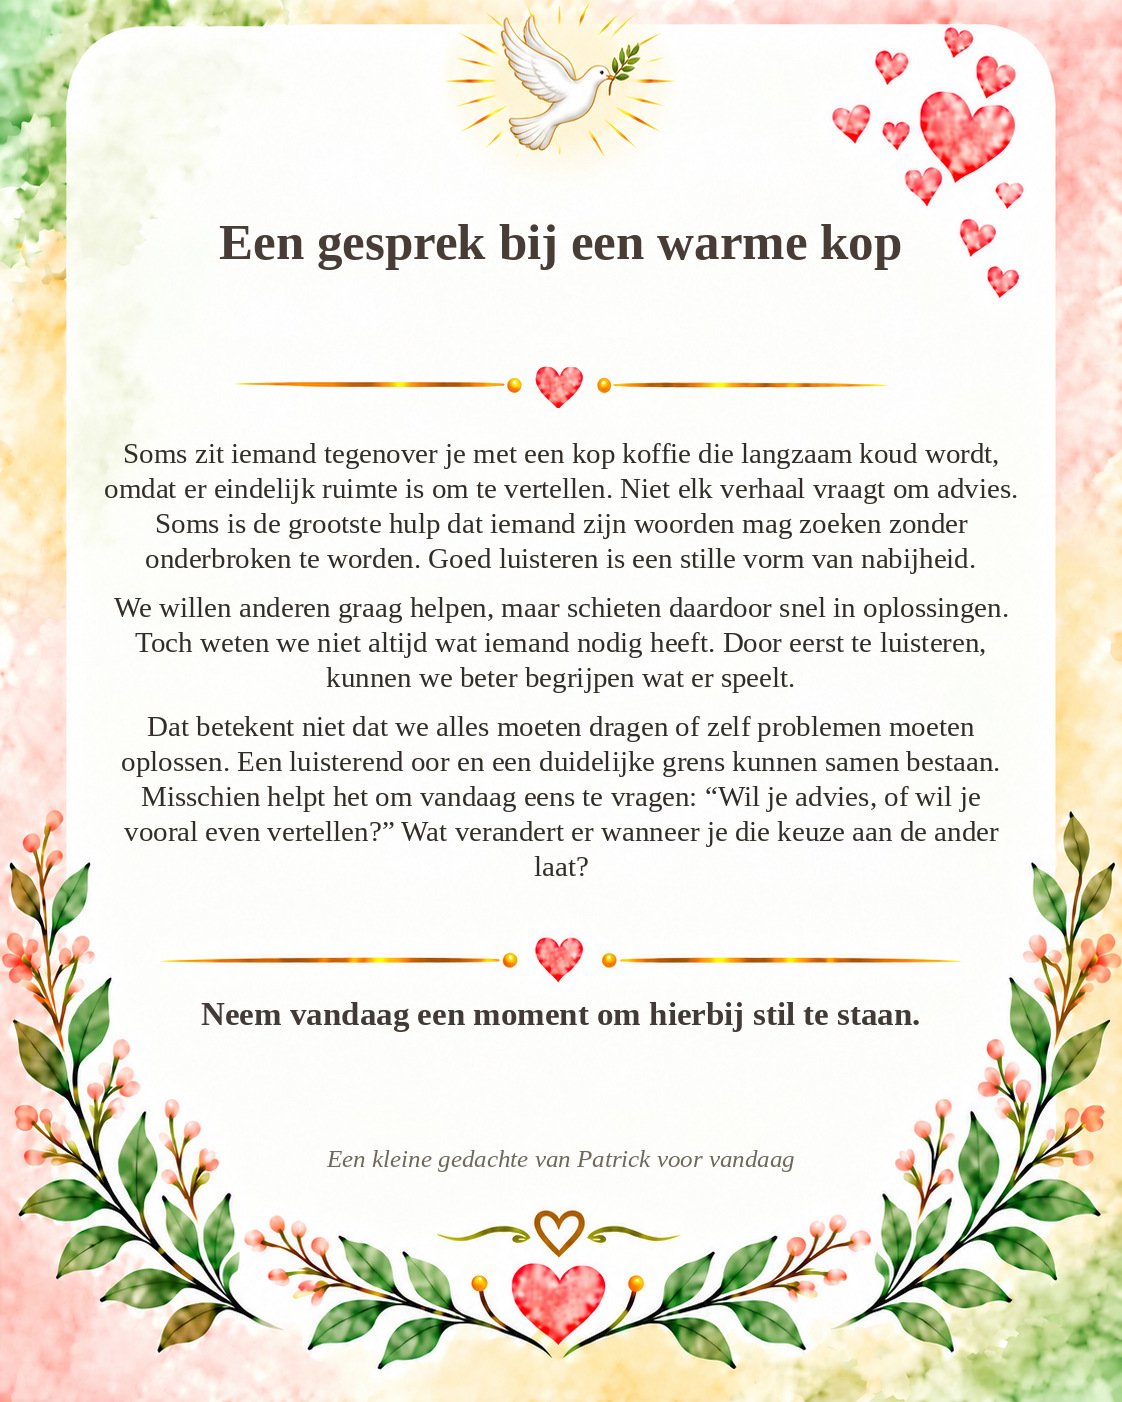 Een gesprek bij een warme kop
Soms zit iemand tegenover je met een kop koffie die langzaam koud wordt,
omdat er eindelijk ruimte is om te vertellen. Niet elk verhaal vraagt om advies.
Soms is de grootste hulp dat iemand zijn woorden mag zoeken zonder
onderbroken te worden. Goed luisteren is een stille vorm van nabijheid.
We willen anderen graag helpen, maar schieten daardoor snel in oplossingen.
Toch weten we niet altijd wat iemand nodig heeft. Door eerst te luisteren,
kunnen we beter begrijpen wat er speelt.
Dat betekent niet dat we alles moeten dragen of zelf problemen moeten
oplossen. Een luisterend oor en een duidelijke grens kunnen samen bestaan.
Misschien helpt het om vandaag eens te vragen: “Wil je advies, of wil je
vooral even vertellen?” Wat verandert er wanneer je die keuze aan de ander
laat?
Neem vandaag een moment om hierbij stil te staan.
Een kleine gedachte van Patrick voor vandaag